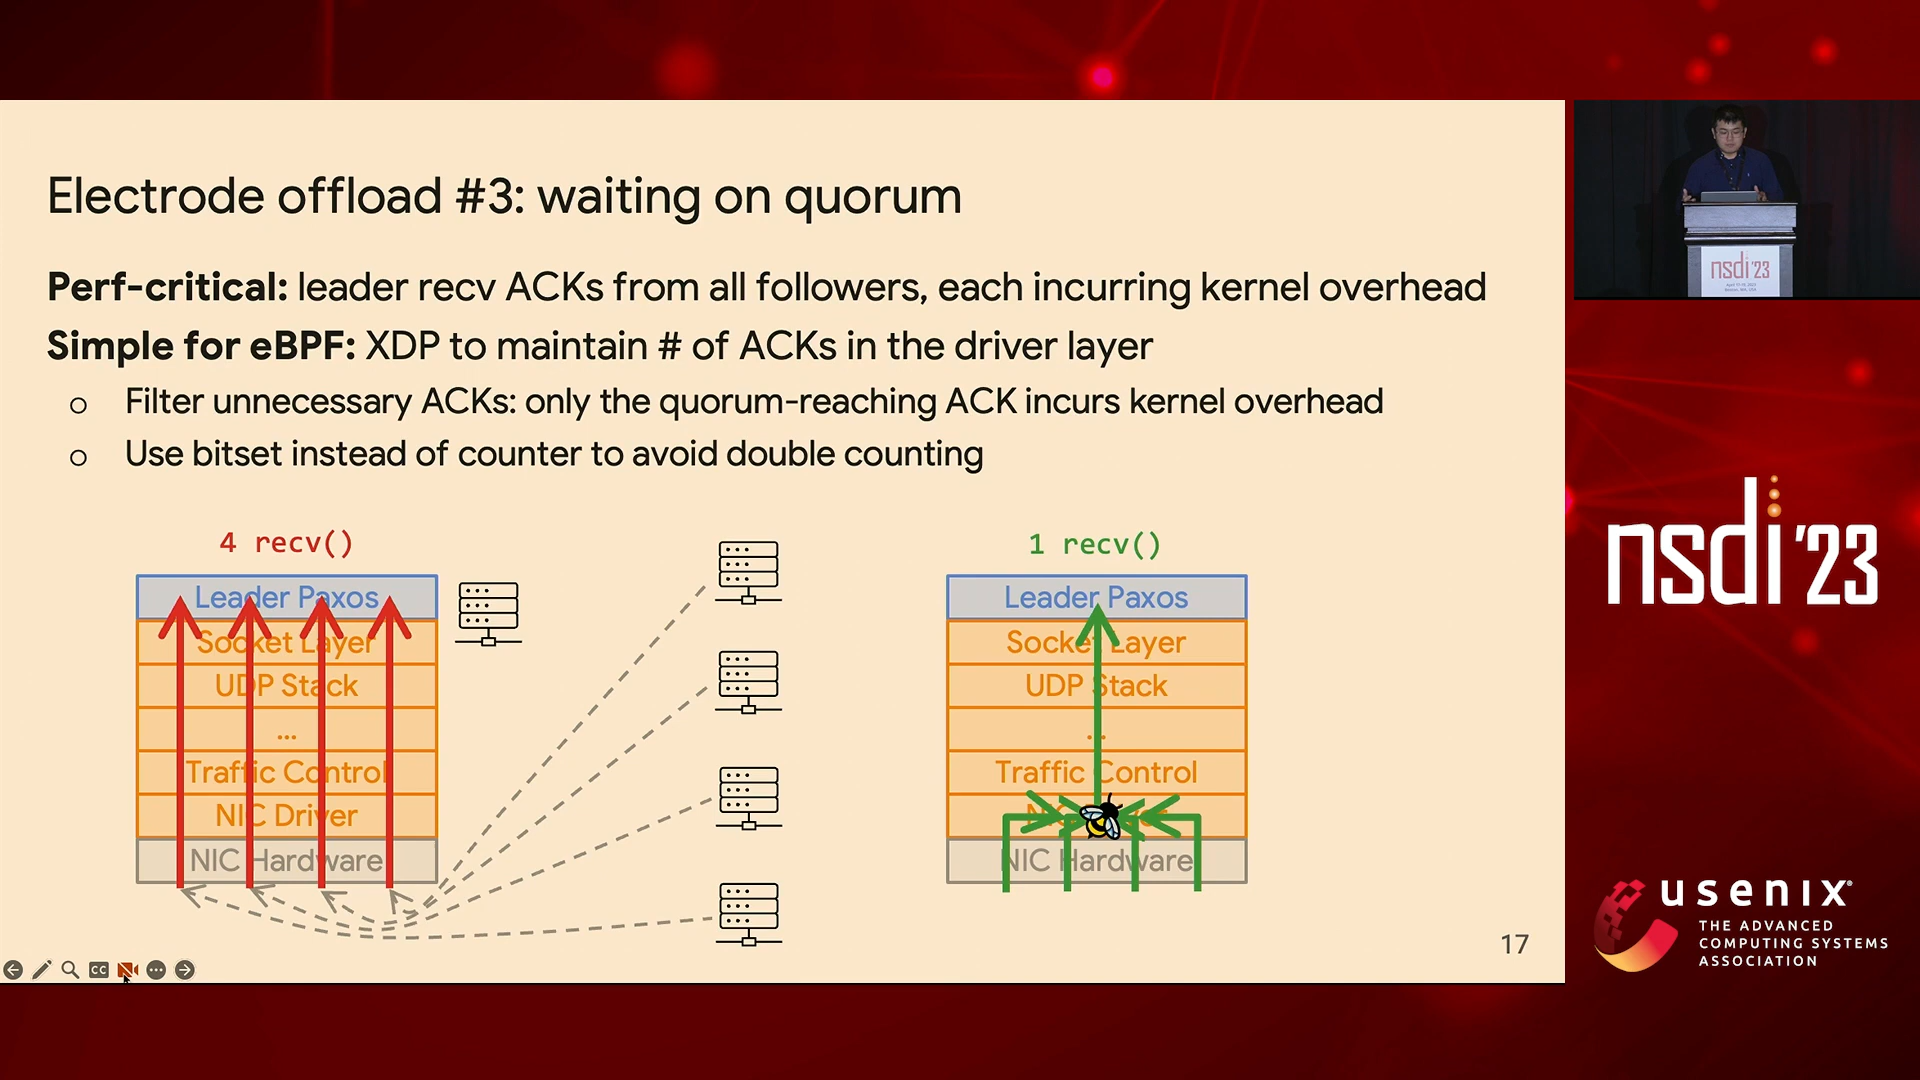 Electrode offload #3: waiting on quorum
Perf-critical: leader recv ACKs from all followers, each incurring kernel overhead
Simple for eBPF: XDP to maintain # of ACKs in the driver layer
Filter unnecessary ACKs: only the quorum-reaching ACK incurs kernel overhead
Use bitset instead of counter to avoid double counting
4 recv()
Leader Paxos
Socket Layer
UDP Stack
...
Traffic Control
NIC Driver
NIC Hardware
1 recv()
Leader Paxos
Socket Layer
UDP Stack
...
Traffic Control
NIC Hardware
17
CC
nsdi'23
nsdi'23
usenix
THE ADVANCED
COMPUTING SYSTEMS
ASSOCIATION